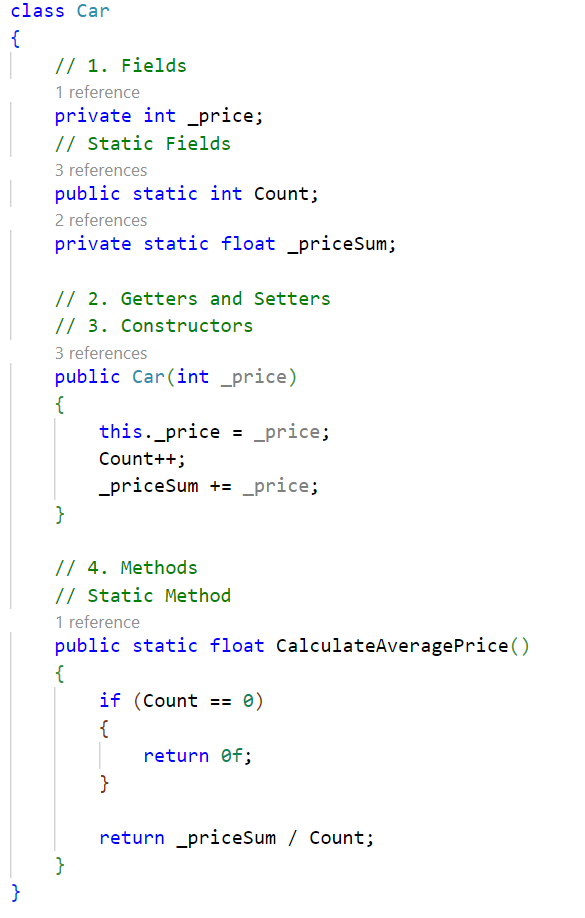 class Car
{
// 1. Fields
1 reference
private int _price;
// Static Fields
3 references
public static int Count;
2 references
private static float _priceSum;
// 2. Getters and Setters
// 3. Constructors
3 references
public Car(int _price)
{
this._price = _price;
Count++;
_priceSum += _price;
}
// 4. Methods
// Static Method
1 reference
public static float CalculateAveragePrice()
{
if (Count == 0)
{
return 0f;
}
return _priceSum / Count;
}
}